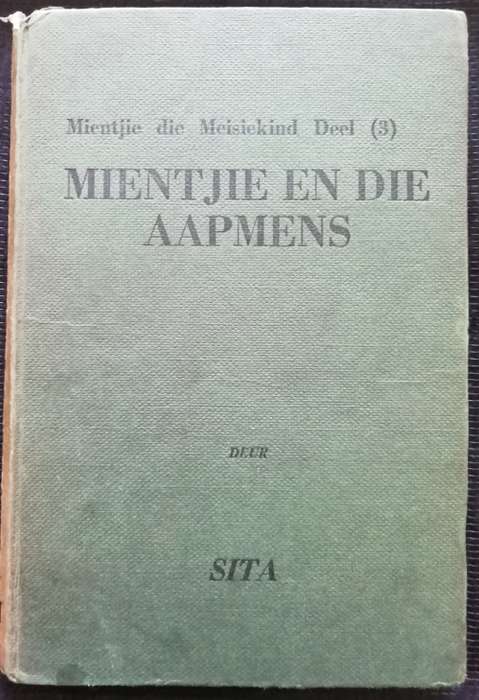 Mientjie die Meisiekind Deel (3)
MIENTJIE EN DIE
AAPMENS
DEUR
SITA